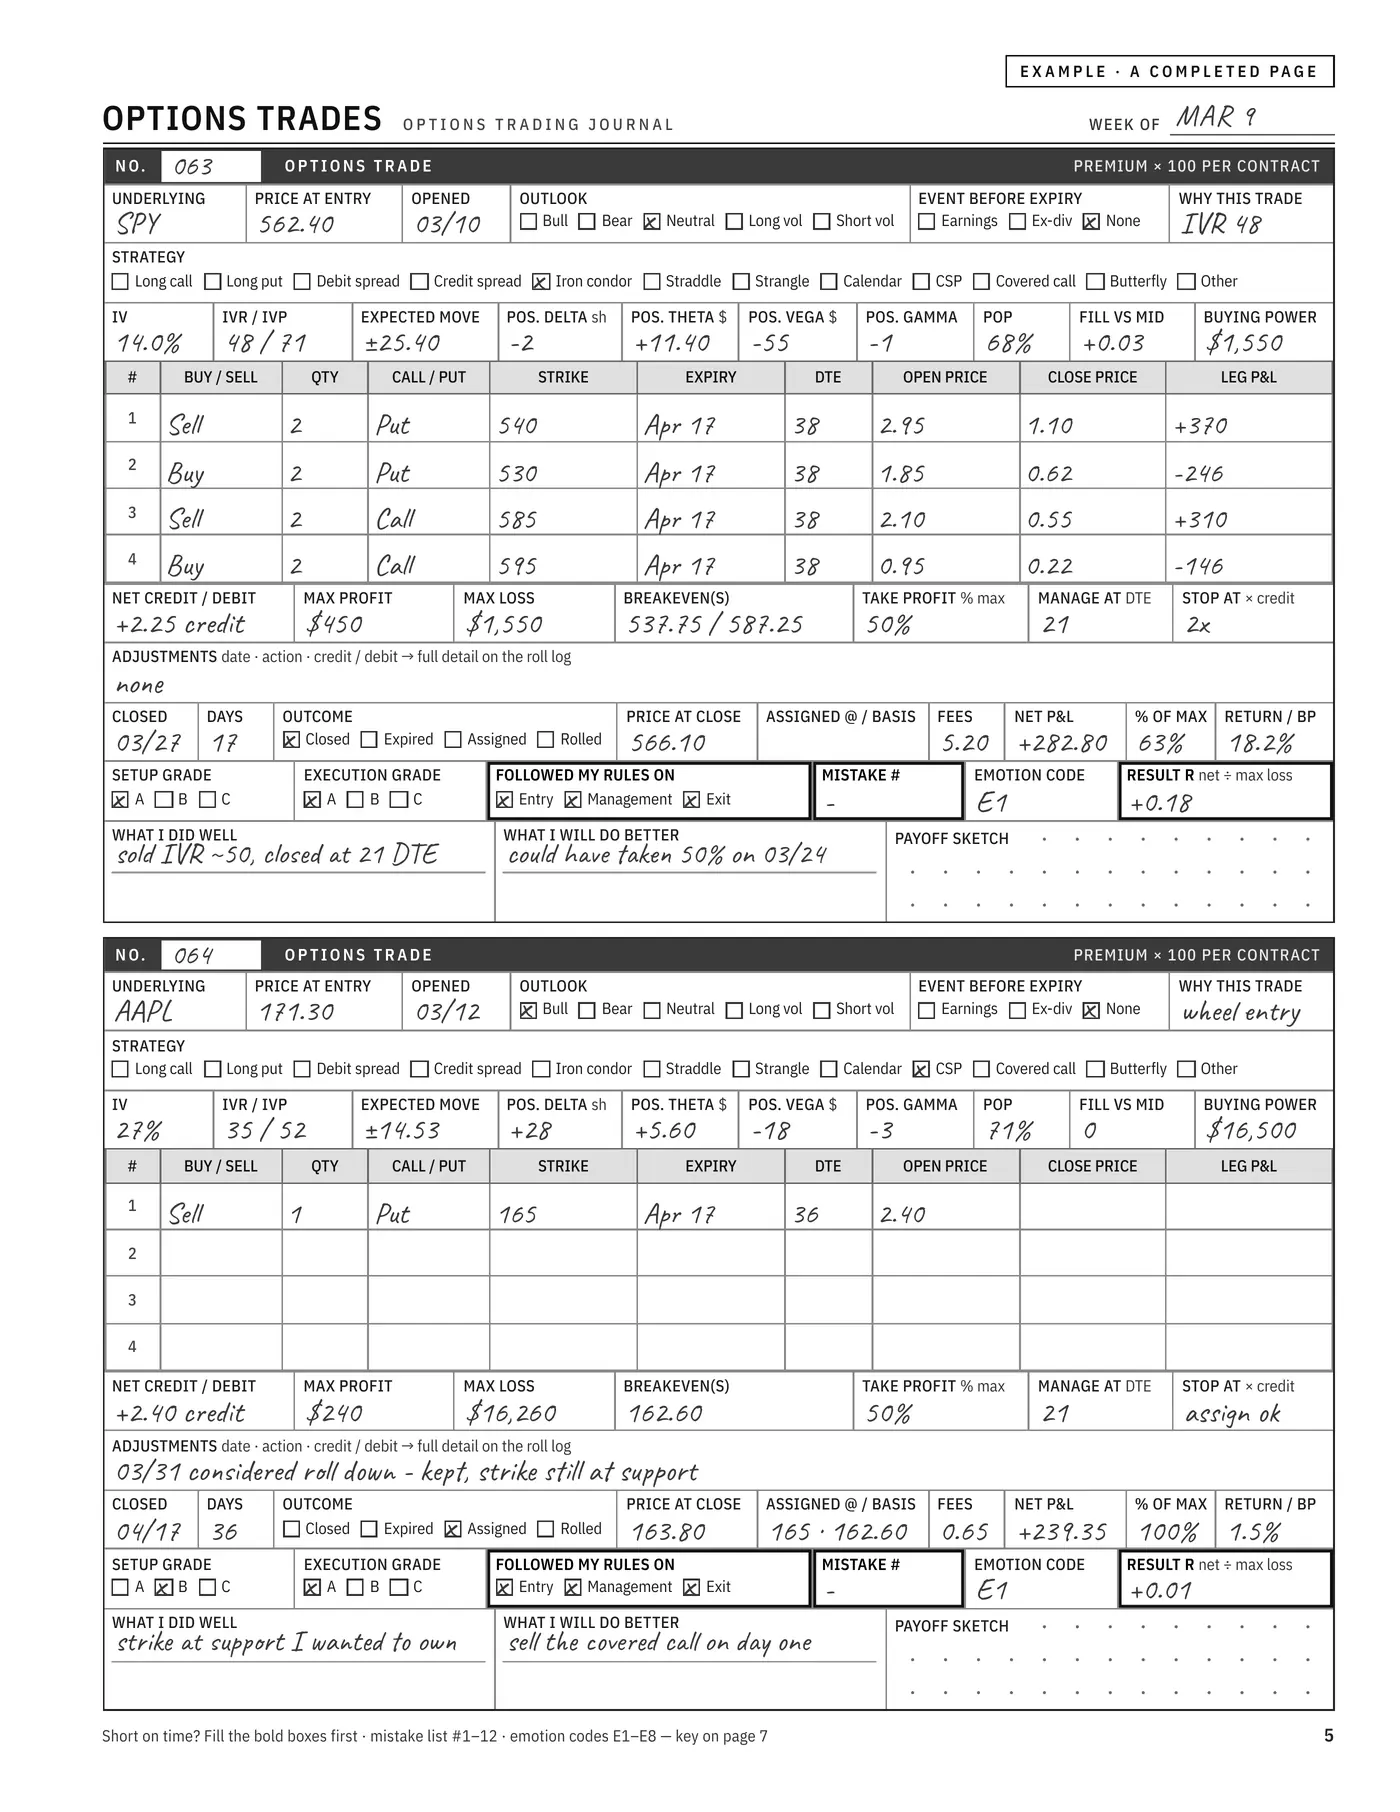 EXAMPLE · A COMPLETED PAGE
OPTIONS TRADES OPTIONS TRADING JOURNAL WEEK OF MAR 9
NO. 063 OPTIONS TRADE PREMIUM × 100 PER CONTRACT
UNDERLYING PRICE AT ENTRY OPENED OUTLOOK EVENT BEFORE EXPIRY WHY THIS TRADE
SPY 562.40 03/10 Bull Bear Neutral Long vol Short vol Earnings Ex-div None IVR 48
STRATEGY
Long call Long put Debit spread Credit spread Iron condor Straddle Strangle Calendar CSP Covered call Butterfly Other
IV IVR / IVP EXPECTED MOVE POS. DELTA sh POS. THETA $ POS. VEGA $ POS. GAMMA POP FILL VS MID BUYING POWER
14.0% 48 / 71 ±25.40 -2 +11.40 -55 -1 68% +0.03 $1,550
# BUY / SELL QTY CALL / PUT STRIKE EXPIRY DTE OPEN PRICE CLOSE PRICE LEG P&L
1 Sell 2 Put 540 Apr 17 38 2.95 1.10 +370
2 Buy 2 Put 530 Apr 17 38 1.85 0.62 -246
3 Sell 2 Call 585 Apr 17 38 2.10 0.55 +310
4 Buy 2 Call 595 Apr 17 38 0.95 0.22 -146
NET CREDIT / DEBIT MAX PROFIT MAX LOSS BREAKEVEN(S) TAKE PROFIT % max MANAGE AT DTE STOP AT × credit
+2.25 credit $450 $1,550 537.75 / 587.25 50% 21 2x
ADJUSTMENTS date · action · credit / debit → full detail on the roll log
none
CLOSED DAYS OUTCOME PRICE AT CLOSE ASSIGNED @ / BASIS FEES NET P&L % OF MAX RETURN / BP
03/27 17 Closed Expired Assigned Rolled 566.10 5.20 +282.80 63% 18.2%
SETUP GRADE EXECUTION GRADE FOLLOWED MY RULES ON MISTAKE # EMOTION CODE RESULT R net ÷ max loss
A B C A B C Entry Management Exit - E1 +0.18
WHAT I DID WELL WHAT I WILL DO BETTER PAYOFF SKETCH
sold IVR ~50, closed at 21 DTE could have taken 50% on 03/24
NO. 064 OPTIONS TRADE PREMIUM × 100 PER CONTRACT
UNDERLYING PRICE AT ENTRY OPENED OUTLOOK EVENT BEFORE EXPIRY WHY THIS TRADE
AAPL 171.30 03/12 Bull Bear Neutral Long vol Short vol Earnings Ex-div None wheel entry
STRATEGY
Long call Long put Debit spread Credit spread Iron condor Straddle Strangle Calendar CSP Covered call Butterfly Other
IV IVR / IVP EXPECTED MOVE POS. DELTA sh POS. THETA $ POS. VEGA $ POS. GAMMA POP FILL VS MID BUYING POWER
27% 35 / 52 ±14.53 +28 +5.60 -18 -3 71% 0 $16,500
# BUY / SELL QTY CALL / PUT STRIKE EXPIRY DTE OPEN PRICE CLOSE PRICE LEG P&L
1 Sell 1 Put 165 Apr 17 36 2.40
2
3
4
NET CREDIT / DEBIT MAX PROFIT MAX LOSS BREAKEVEN(S) TAKE PROFIT % max MANAGE AT DTE STOP AT × credit
+2.40 credit $240 $16,260 162.60 50% 21 assign ok
ADJUSTMENTS date · action · credit / debit → full detail on the roll log
03/31 considered roll down - kept, strike still at support
CLOSED DAYS OUTCOME PRICE AT CLOSE ASSIGNED @ / BASIS FEES NET P&L % OF MAX RETURN / BP
04/17 36 Closed Expired Assigned Rolled 163.80 165 · 162.60 0.65 +239.35 100% 1.5%
SETUP GRADE EXECUTION GRADE FOLLOWED MY RULES ON MISTAKE # EMOTION CODE RESULT R net ÷ max loss
A B C A B C Entry Management Exit - E1 +0.01
WHAT I DID WELL WHAT I WILL DO BETTER PAYOFF SKETCH
strike at support I wanted to own sell the covered call on day one
Short on time? Fill the bold boxes first · mistake list #1–12 · emotion codes E1–E8 — key on page 7 5